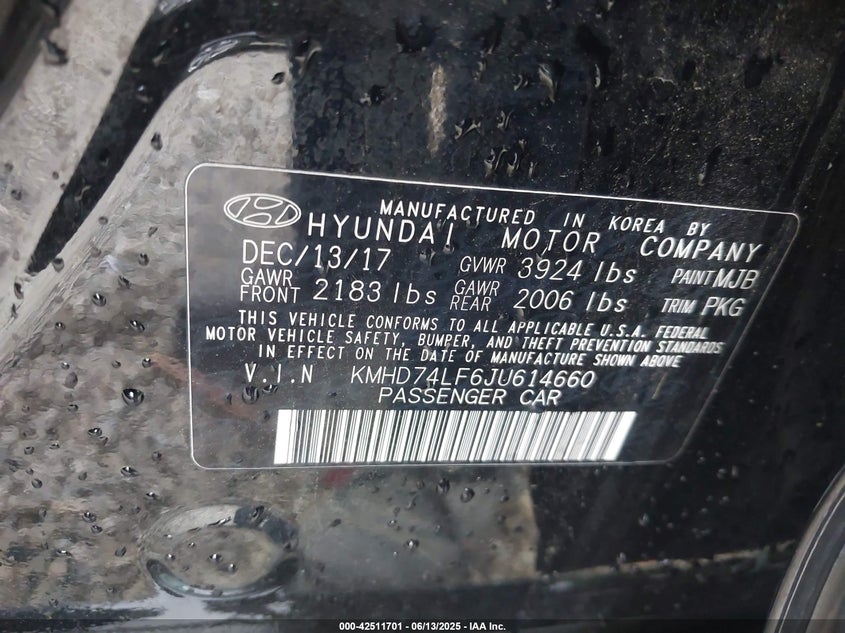 MANUFACTURED IN KOREA BY
HYUNDAI MOTOR COMPANY
DEC/13/17 GVWR 3924 lbs PAINT MJB
GAWR FRONT 2183 lbs GAWR REAR 2006 lbs TRIM PKG
THIS VEHICLE CONFORMS TO ALL APPLICABLE U.S.A. FEDERAL
MOTOR VEHICLE SAFETY, BUMPER, AND THEFT PREVENTION STANDARDS
IN EFFECT ON THE DATE OF MANUFACTURE SHOWN ABOVE
V.I.N KMHD74LF6JU614660
PASSENGER CAR
000-42511701 - 06/13/2025 - IAA Inc.